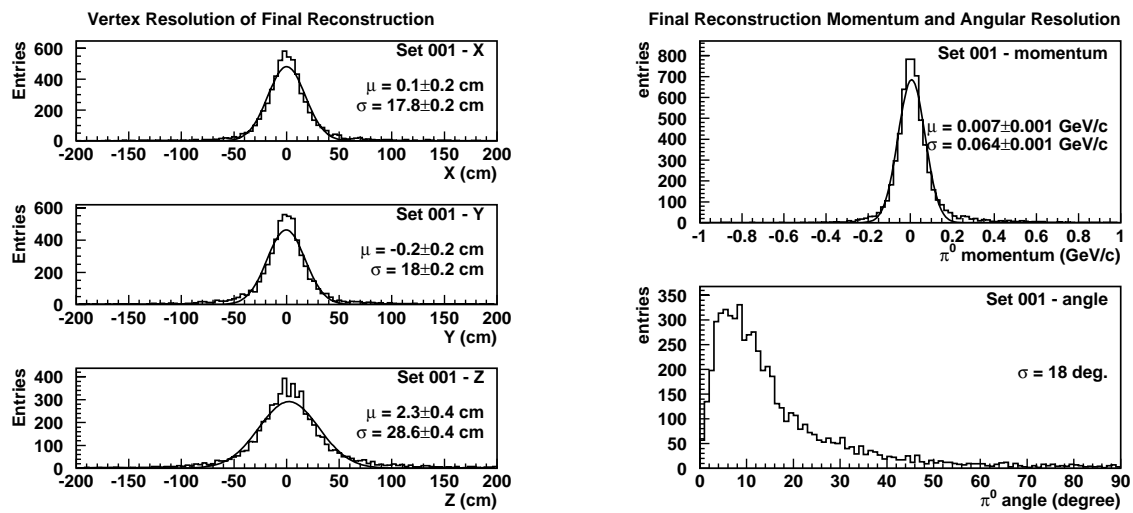 Vertex Resolution of Final Reconstruction
Entries
600
400
200
0
Set 001 - X
μ = 0.1±0.2 cm
σ = 17.8±0.2 cm
-200 -150 -100 -50 0 50 100 150 200
X (cm)
Entries
600
400
200
0
Set 001 - Y
μ = -0.2±0.2 cm
σ = 18±0.2 cm
-200 -150 -100 -50 0 50 100 150 200
Y (cm)
Entries
400
300
200
100
0
Set 001 - Z
μ = 2.3±0.4 cm
σ = 28.6±0.4 cm
-200 -150 -100 -50 0 50 100 150 200
Z (cm)
Final Reconstruction Momentum and Angular Resolution
Entries
800
700
600
500
400
300
200
100
0
Set 001 - momentum
μ = 0.007±0.001 GeV/c
σ = 0.064±0.001 GeV/c
-1 -0.8 -0.6 -0.4 -0.2 0 0.2 0.4 0.6 0.8 1
π⁰ momentum (GeV/c)
entries
350
300
250
200
150
100
50
0
Set 001 - angle
σ = 18 deg.
0 10 20 30 40 50 60 70 80 90
π⁰ angle (degree)